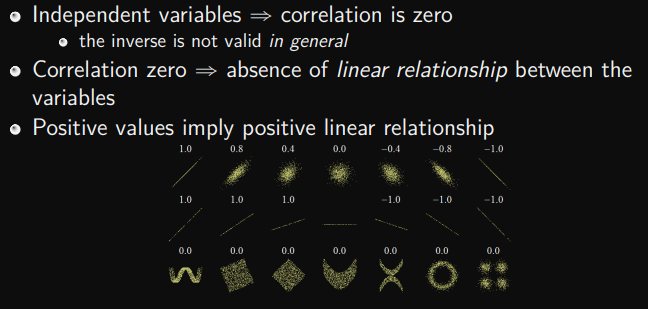 Independent variables ⇒ correlation is zero
the inverse is not valid in general
Correlation zero ⇒ absence of linear relationship between the
variables
Positive values imply positive linear relationship
1.0 0.8 0.4 0.0 −0.4 −0.8 −1.0
1.0 1.0 1.0 −1.0 −1.0 −1.0
0.0 0.0 0.0 0.0 0.0 0.0 0.0